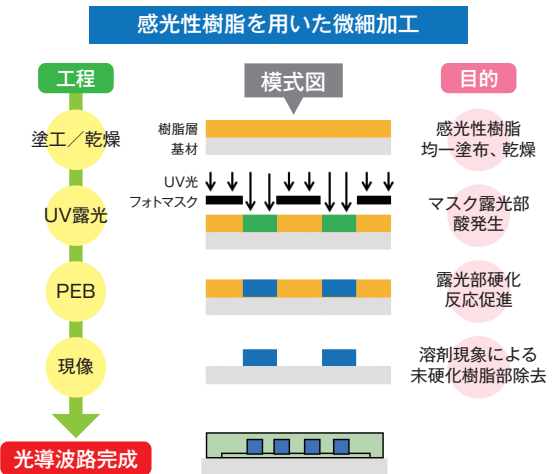 感光性樹脂を用いた微細加工
工程
模式図
目的
塗工／乾燥
樹脂層
基材
感光性樹脂
均一塗布、乾燥
UV光
フォトマスク
UV露光
マスク露光部
酸発生
PEB
露光部硬化
反応促進
現像
溶剤現象による
未硬化樹脂部除去
光導波路完成